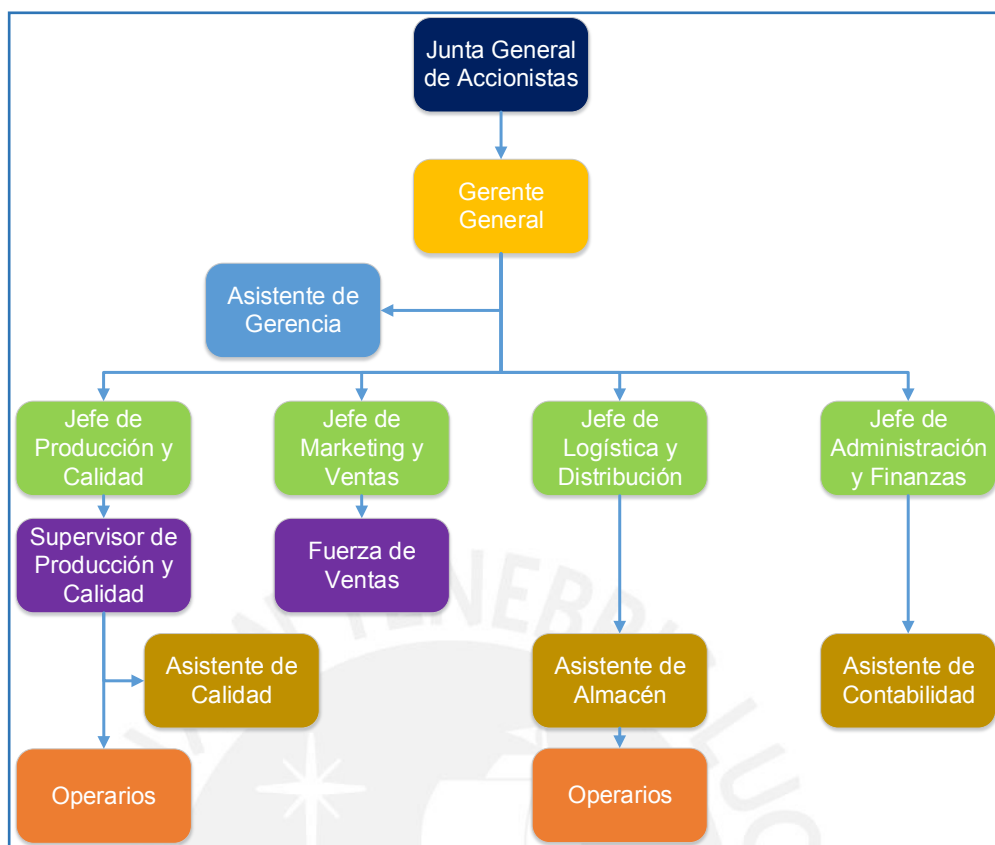 Junta General
de Accionistas
Gerente
General
Asistente de
Gerencia
Jefe de
Producción y
Calidad
Jefe de
Marketing y
Ventas
Jefe de
Logística y
Distribución
Jefe de
Administración
y Finanzas
Supervisor de
Producción y
Calidad
Fuerza de
Ventas
Asistente de
Calidad
Asistente de
Almacén
Asistente de
Contabilidad
Operarios
Operarios